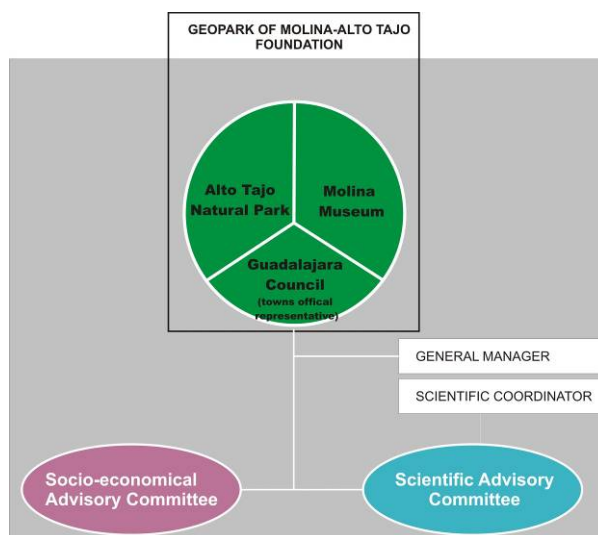 GEOPARK OF MOLINA-ALTO TAJO
FOUNDATION
Alto Tajo
Natural Park
Molina
Museum
Guadalajara
Council
(towns offical
representative)
GENERAL MANAGER
SCIENTIFIC COORDINATOR
Socio-economical
Advisory Committee
Scientific Advisory
Committee